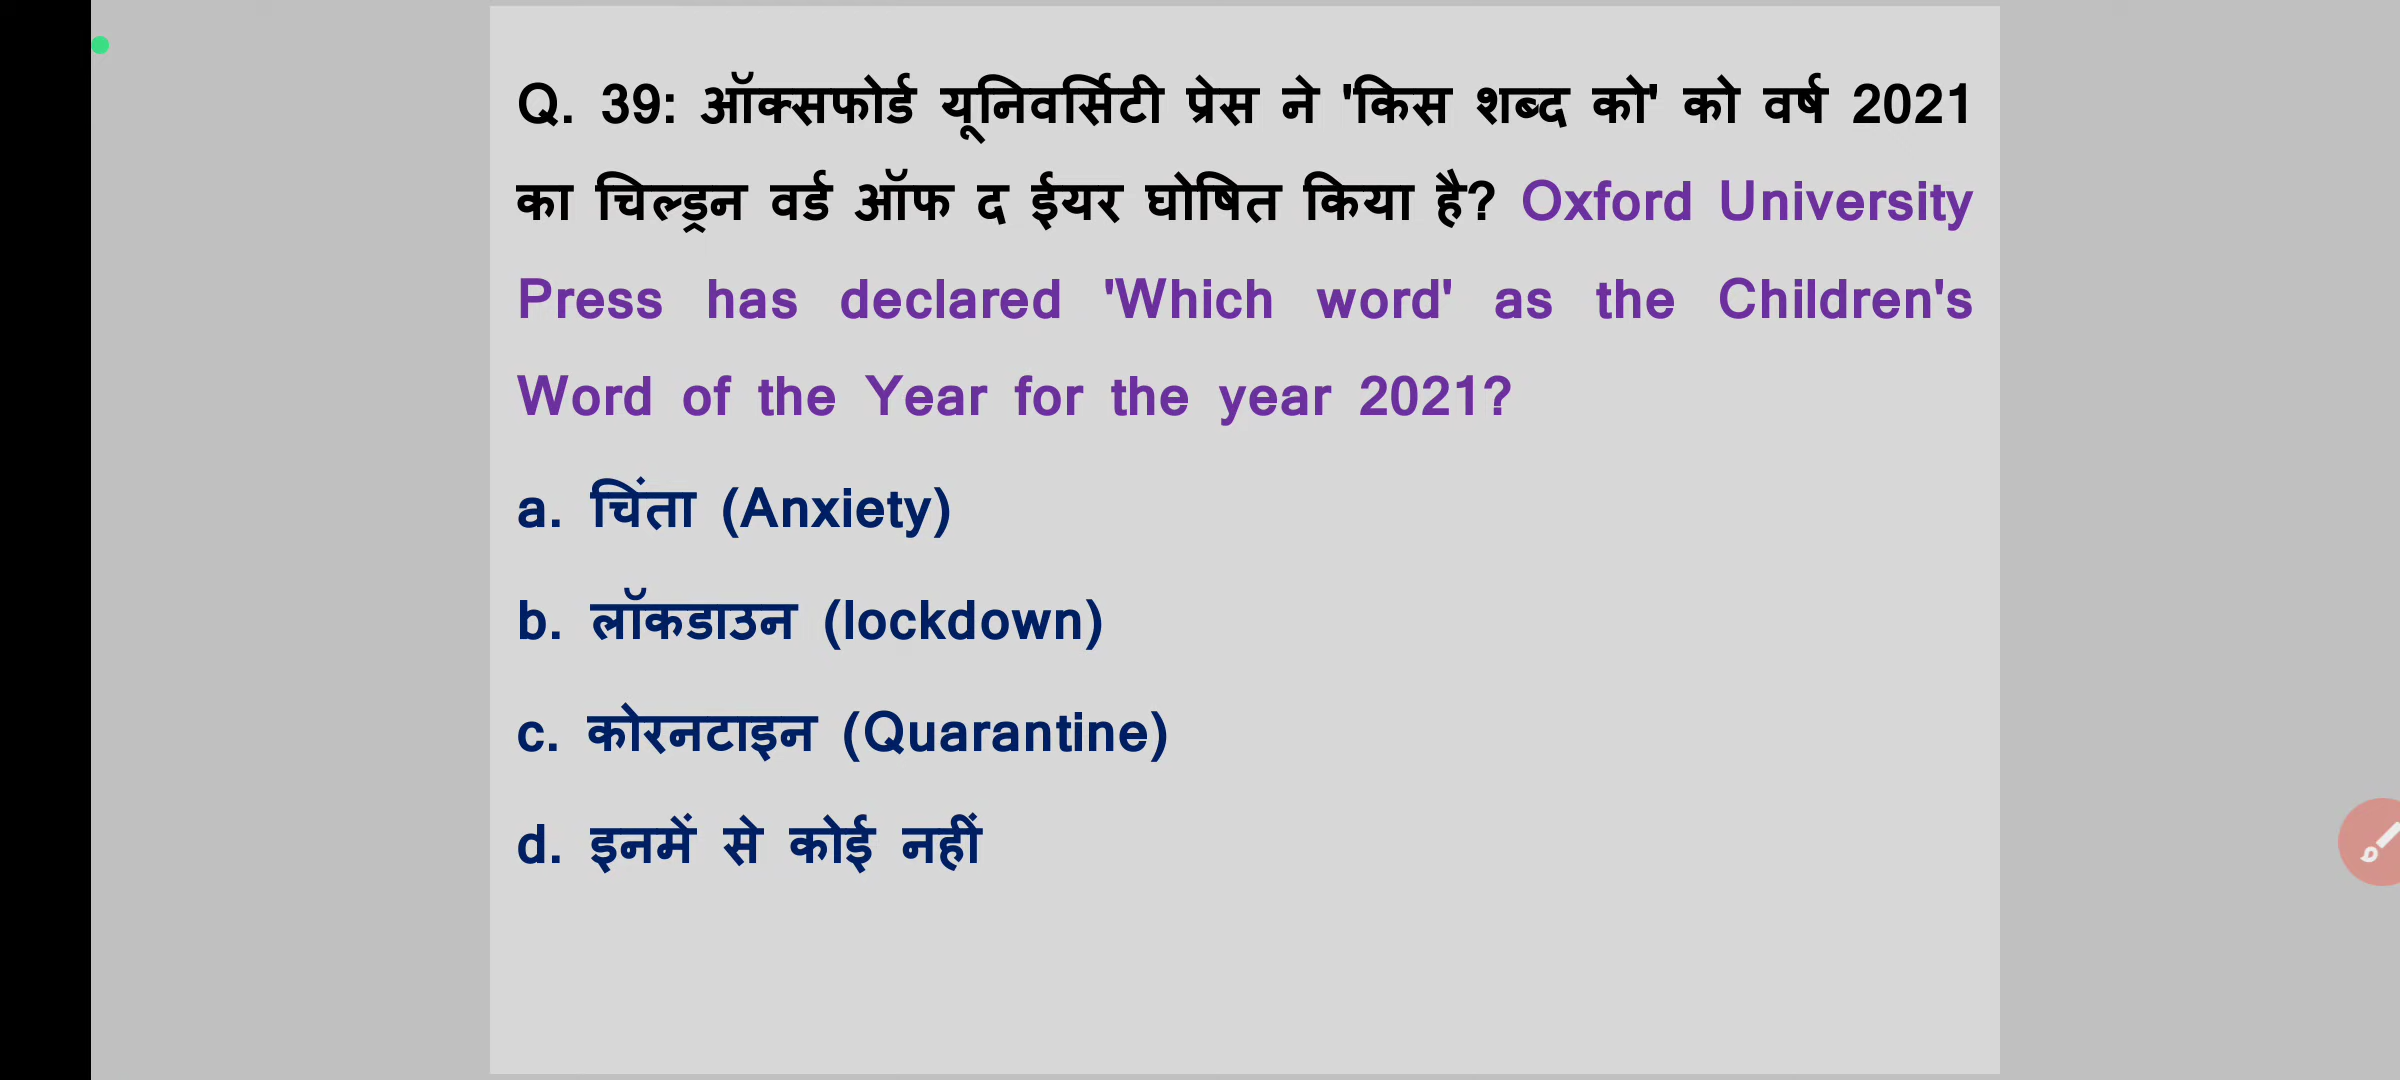 Q. 39: ऑक्सफोर्ड यूनिवर्सिटी प्रेस ने 'किस शब्द को' को वर्ष 2021
का चिल्ड्रन वर्ड ऑफ द ईयर घोषित किया है? Oxford University
Press has declared 'Which word' as the Children's
Word of the Year for the year 2021?
a. चिंता (Anxiety)
b. लॉकडाउन (lockdown)
c. कोरनटाइन (Quarantine)
d. इनमें से कोई नहीं